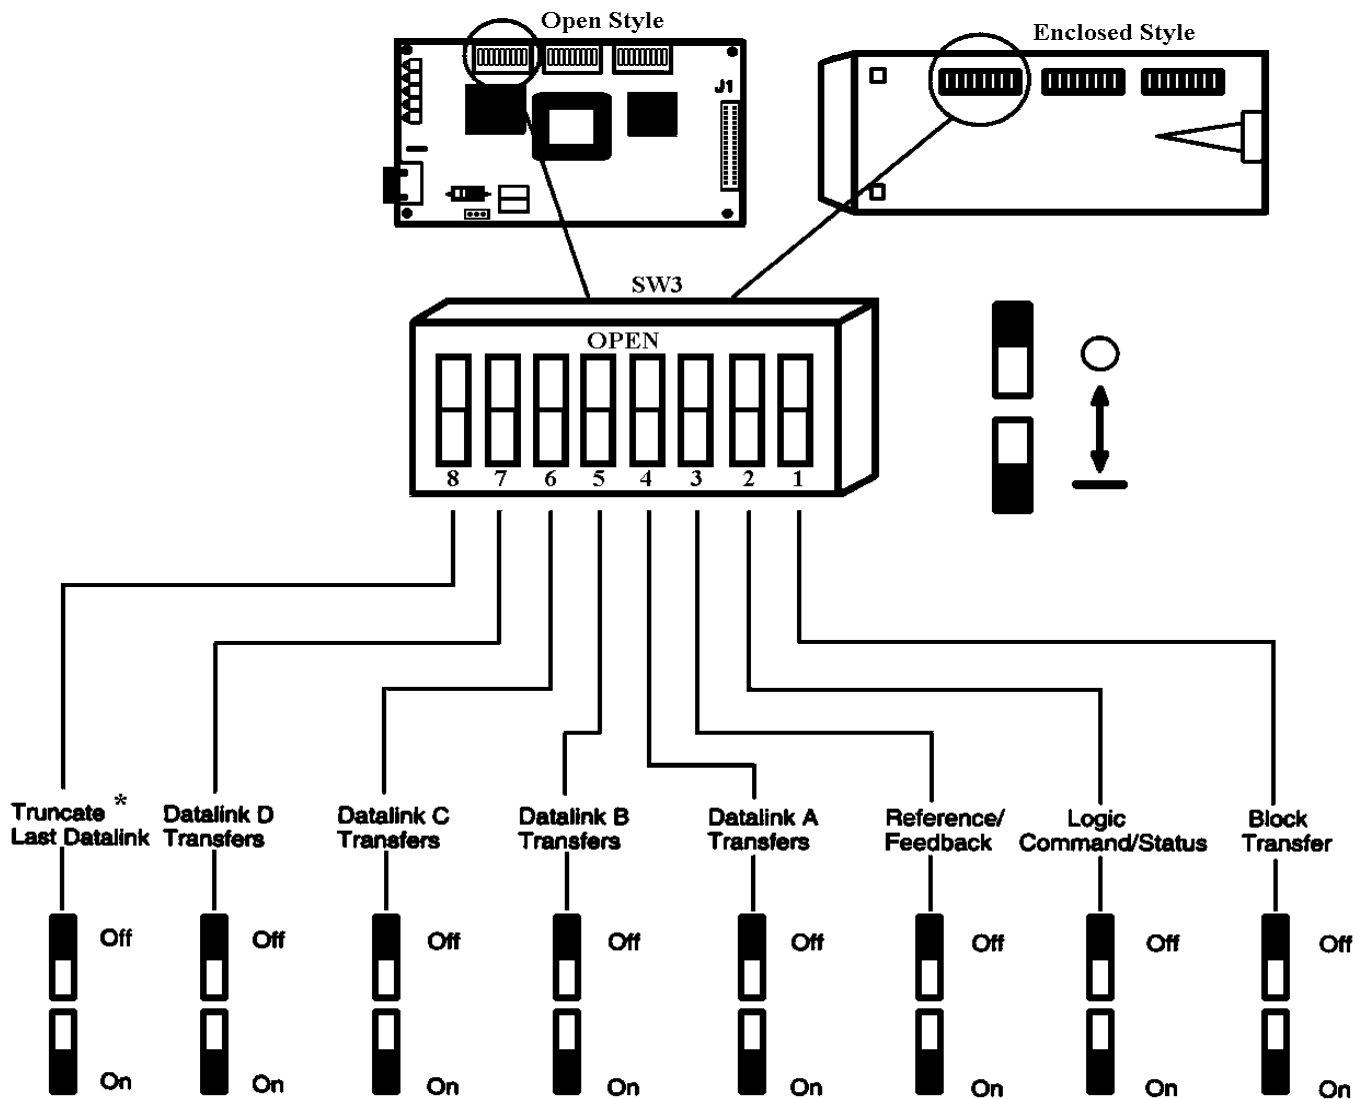 Open Style
Enclosed Style
J1
SW3
OPEN
8 7 6 5 4 3 2 1
Truncate *
Last Datalink
Datalink D
Transfers
Datalink C
Transfers
Datalink B
Transfers
Datalink A
Transfers
Reference/
Feedback
Logic
Command/Status
Block
Transfer
Off Off Off Off Off Off Off Off
On On On On On On On On